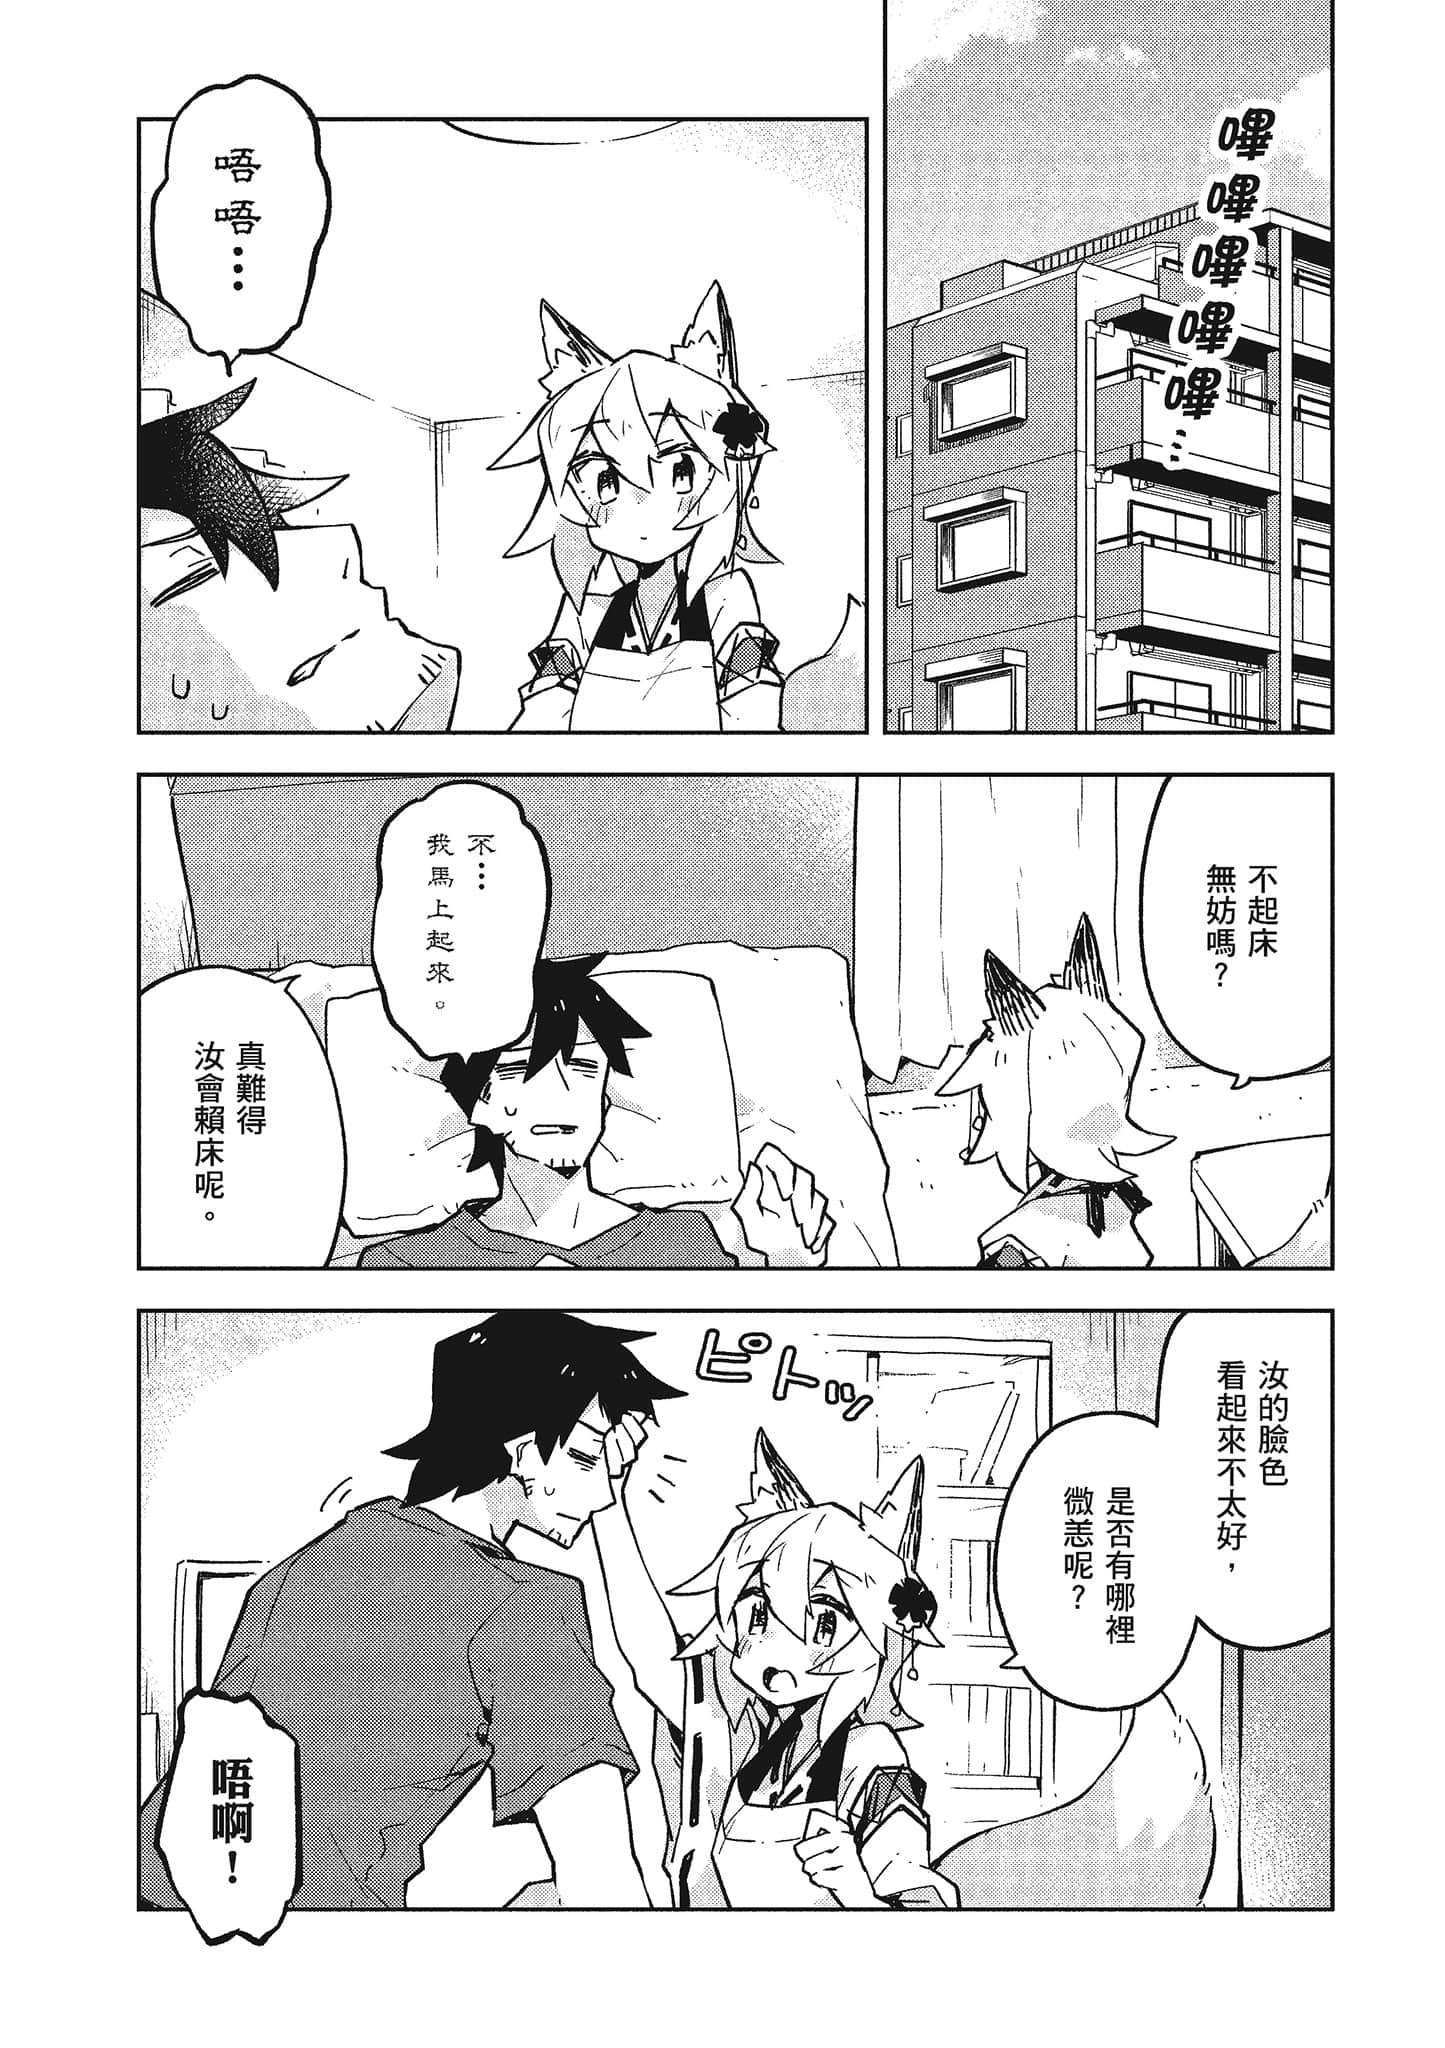 嗶
嗶
嗶
嗶
嗶…
唔唔…
不起床
無妨嗎？
不…
我馬上起來。
真難得
汝會賴床呢。
汝的臉色
看起來不太好，
是否有哪裡
微恙呢？
ピトッ
唔啊！